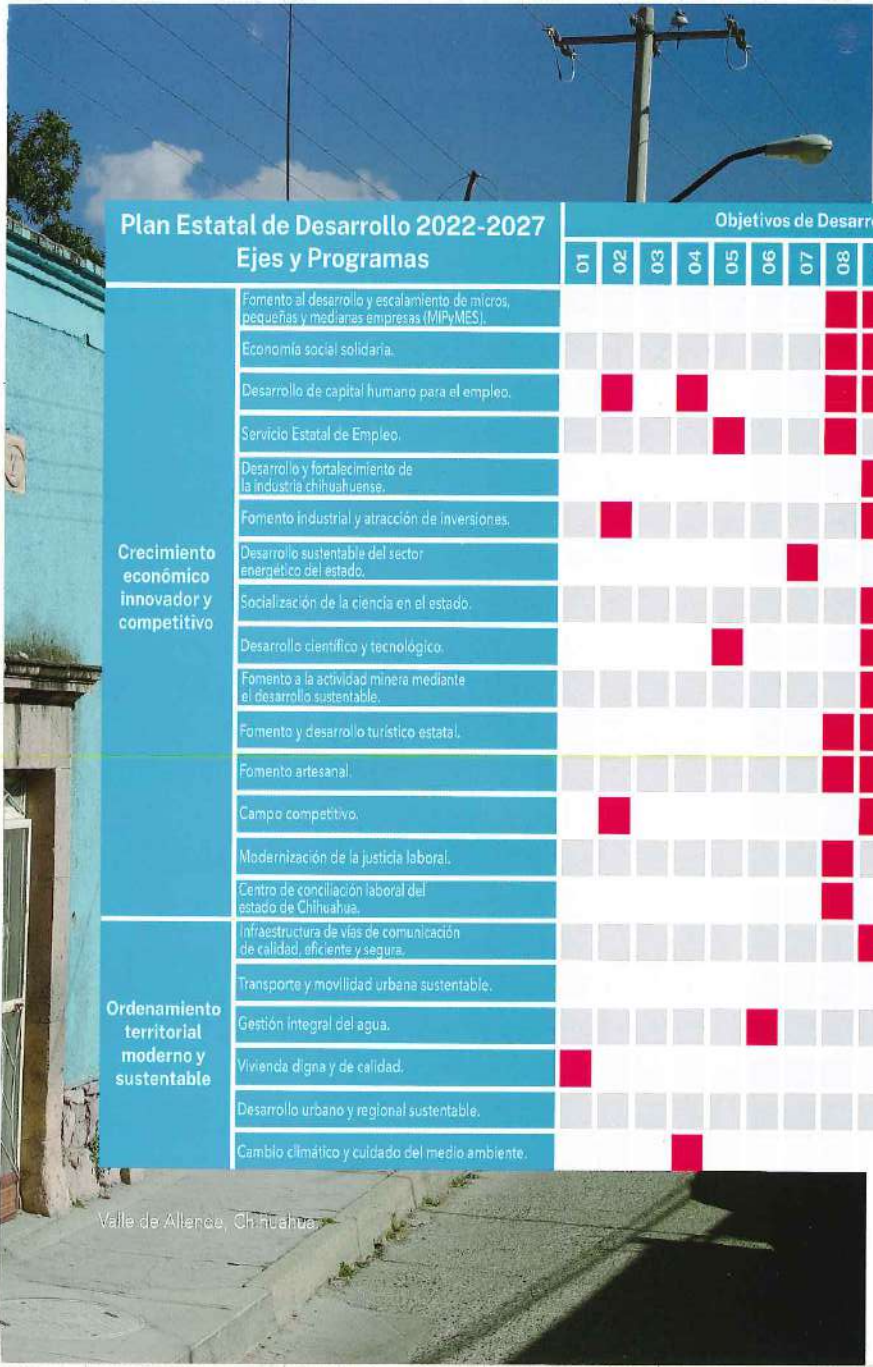 Plan Estatal de Desarrollo 2022-2027
Ejes y Programas
Objetivos de Desarr
01 02 03 04 05 06 07 08
Crecimiento
económico
innovador y
competitivo
Fomento al desarrollo y escalamiento de micros,
pequeñas y medianas empresas (MIPyMES).
Economía social solidaria.
Desarrollo de capital humano para el empleo.
Servicio Estatal de Empleo.
Desarrollo y fortalecimiento de
la industria chihuahuense.
Fomento industrial y atracción de inversiones.
Desarrollo sustentable del sector
energético del estado.
Socialización de la ciencia en el estado.
Desarrollo científico y tecnológico.
Fomento a la actividad minera mediante
el desarrollo sustentable.
Fomento y desarrollo turístico estatal.
Fomento artesanal.
Campo competitivo.
Modernización de la justicia laboral.
Centro de conciliación laboral del
estado de Chihuahua.
Ordenamiento
territorial
moderno y
sustentable
Infraestructura de vías de comunicación
de calidad, eficiente y segura.
Transporte y movilidad urbana sustentable.
Gestión integral del agua.
Vivienda digna y de calidad.
Desarrollo urbano y regional sustentable.
Cambio climático y cuidado del medio ambiente.
Valle de Allende, Chihuahua.